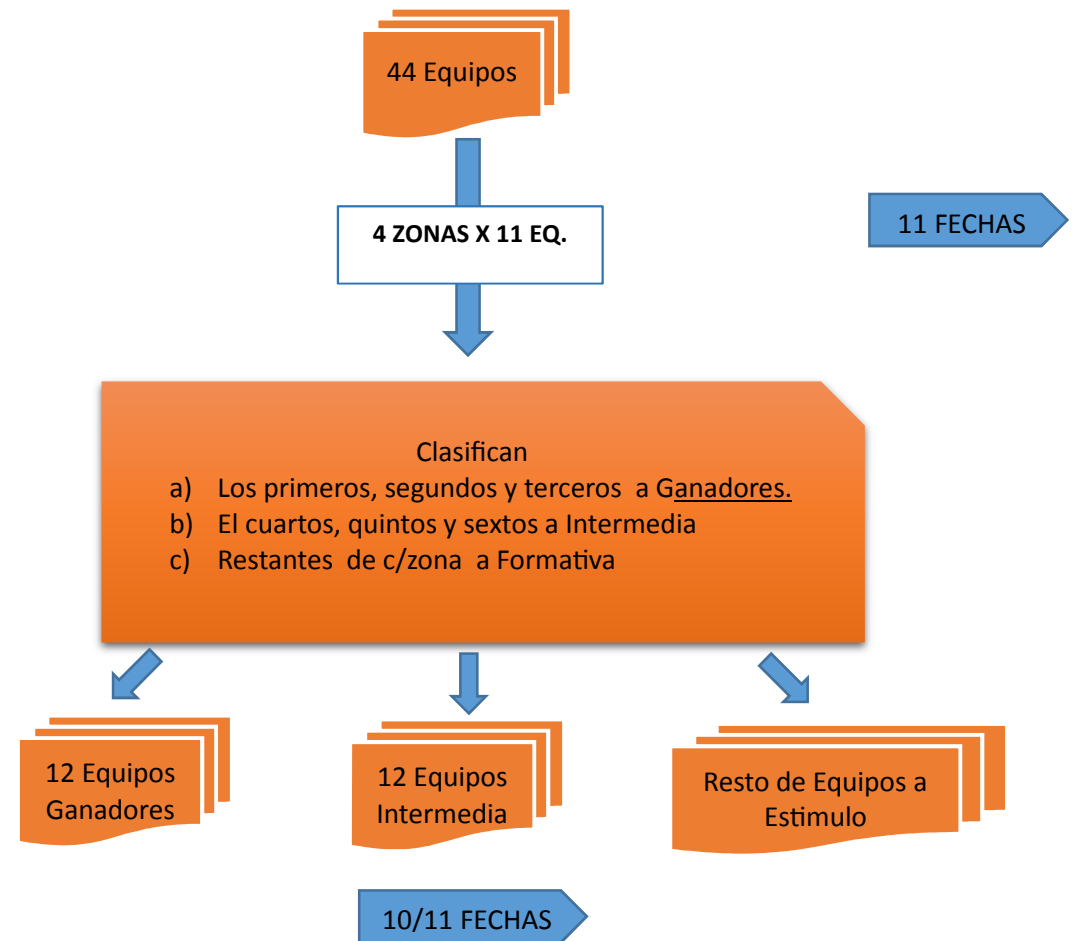 44 Equipos
4 ZONAS X 11 EQ.
11 FECHAS
Clasifican
a) Los primeros, segundos y terceros a Ganadores.
b) El cuartos, quintos y sextos a Intermedia
c) Restantes de c/zona a Formativa
12 Equipos
Ganadores
12 Equipos
Intermedia
Resto de Equipos a
Estimulo
10/11 FECHAS